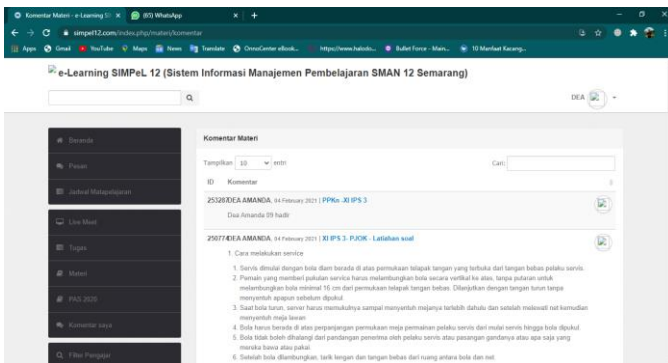 Komentar Materi - e-Learning SI
(65) WhatsApp
simpel12.com/index.php/materi/komentar
Apps Gmail YouTube Maps News Translate OmniCenter eBook... https://www.halodo... Bullet Force - Main... 10 Manfaat Kacang...
e-Learning SIMPeL 12 (Sistem Informasi Manajemen Pembelajaran SMAN 12 Semarang)
DEA
Beranda
Pesan
Jadwal Matapelajaran
Live Meet
Tugas
Materi
PAS 2020
Komentar saya
Filter Pengajar
Komentar Materi
Tampilkan 10 entri
Cari:
ID Komentar
253287DEA AMANDA, 04 February 2021 | PPKn -XI IPS 3
Dea Amanda 09 hadir
250774DEA AMANDA, 04 February 2021 | XI IPS 3- PJOK - Latiahan soal
1. Cara melakukan service
1. Servis dimulai dengan bola diam berada di atas permukaan telapak tangan yang terbuka dari tangan bebas pelaku servis.
2. Pemain yang memberi pukulan service harus melambungkan bola secara vertikal ke atas, tanpa putaran untuk
melambungkan bola minimal 16 cm dari permukaan telapak tangan bebas. Dilanjutkan dengan tangan turun tanpa
menyentuh apapun sebelum dipukul
3. Saat bola turun, server harus memukulnya sampai menyentuh mejanya terlebih dahulu dan setelah melewati net kemudian
menyentuh meja lawan
4. Bola harus berada di atas perpanjangan permukaan meja permainan pelaku servis dari mulai servis hingga bola dipukul
5. Bola tidak boleh dihalangi dari pandangan penerima oleh pelaku servis atau pasangan gandanya atau apa saja yang
mereka bawa atau pakai
6. Setelah bola dilambungkan, tarik lengan dan tangan bebas dari ruang antara bola dan net